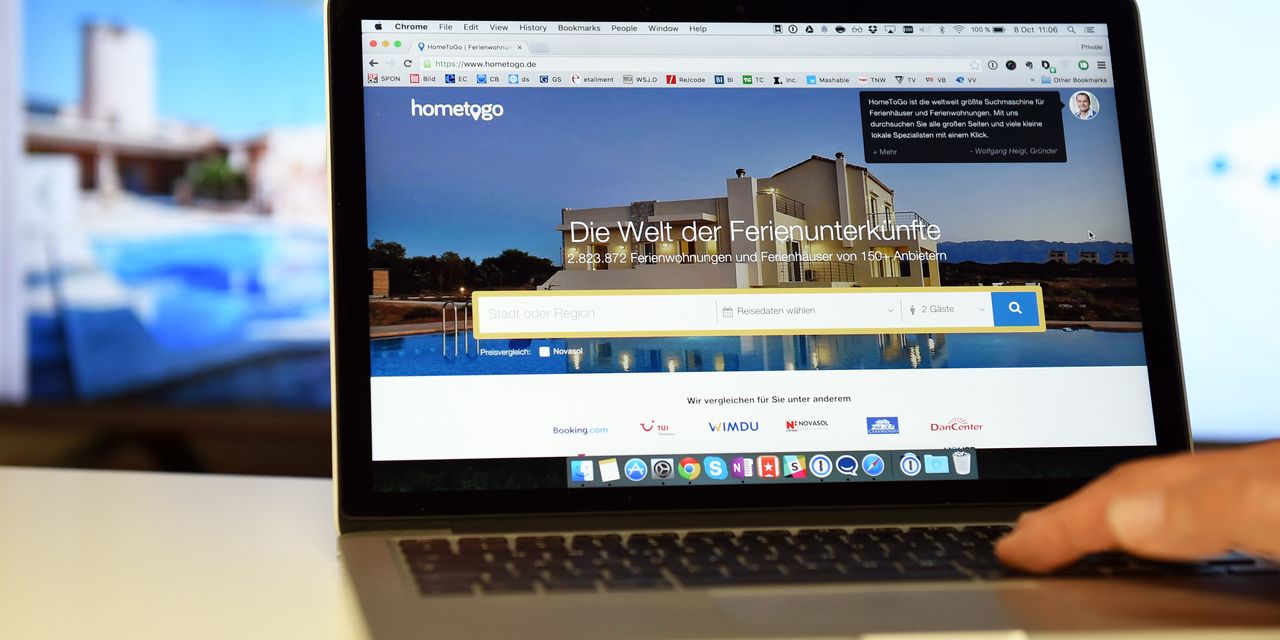 Chrome File Edit View History Bookmarks People Window Help 100 % 8 Oct 11:06
HomeToGo | Ferienwohnu
Private
https://www.hometogo.de
SPON Bild EC CB ds GS etailment WSJ.D Re/code BI BI TC Inc. Mashable TNW TV VB VV » Other Bookmarks
hometogo
HomeToGo ist die weltweit größte Suchmaschine für
Ferienhäuser und Ferienwohnungen. Mit uns
durchsuchen Sie alle großen Seiten und viele kleine
lokale Spezialisten mit einem Klick.
+ Mehr - Wolfgang Heigl, Gründer
Die Welt der Ferienunterkünfte
2.823.872 Ferienwohnungen und Ferienhäuser von 150+ Anbietern
Stadt oder Region Reisedaten wählen 2 Gäste
Preisvergleich: Novasol
Wir vergleichen für Sie unter anderem
Booking.com TUI WIMDU NOVASOL DanCenter